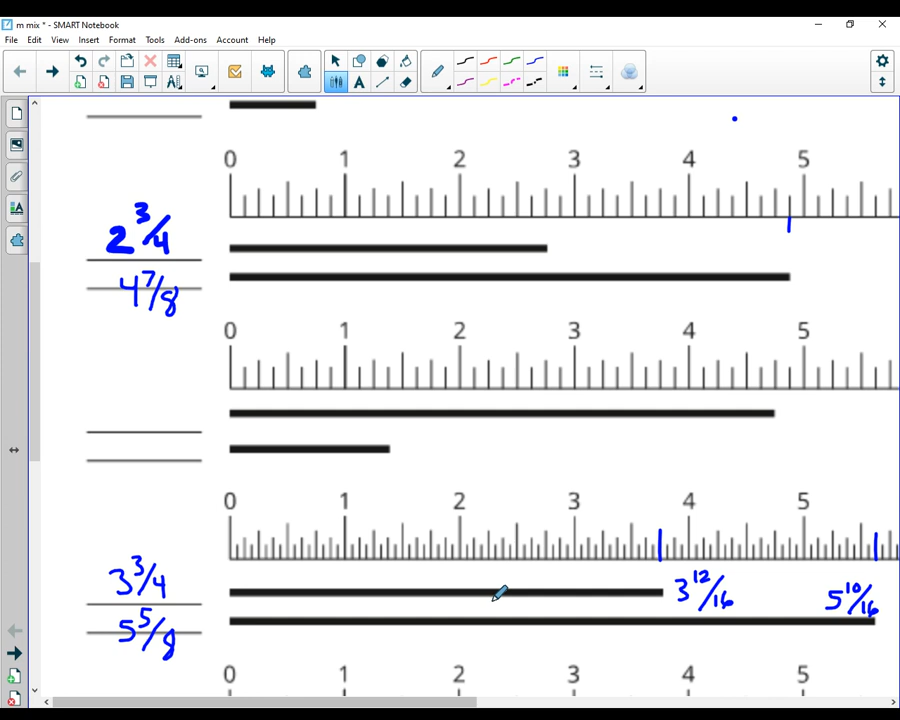 m mix * - SMART Notebook
File Edit View Insert Format Tools Add-ons Account Help
0 1 2 3 4 5
2 3/4
4 7/8
0 1 2 3 4 5
0 1 2 3 4 5
3 3/4
3 12/16
5 10/16
5 5/8
0 1 2 3 4 5